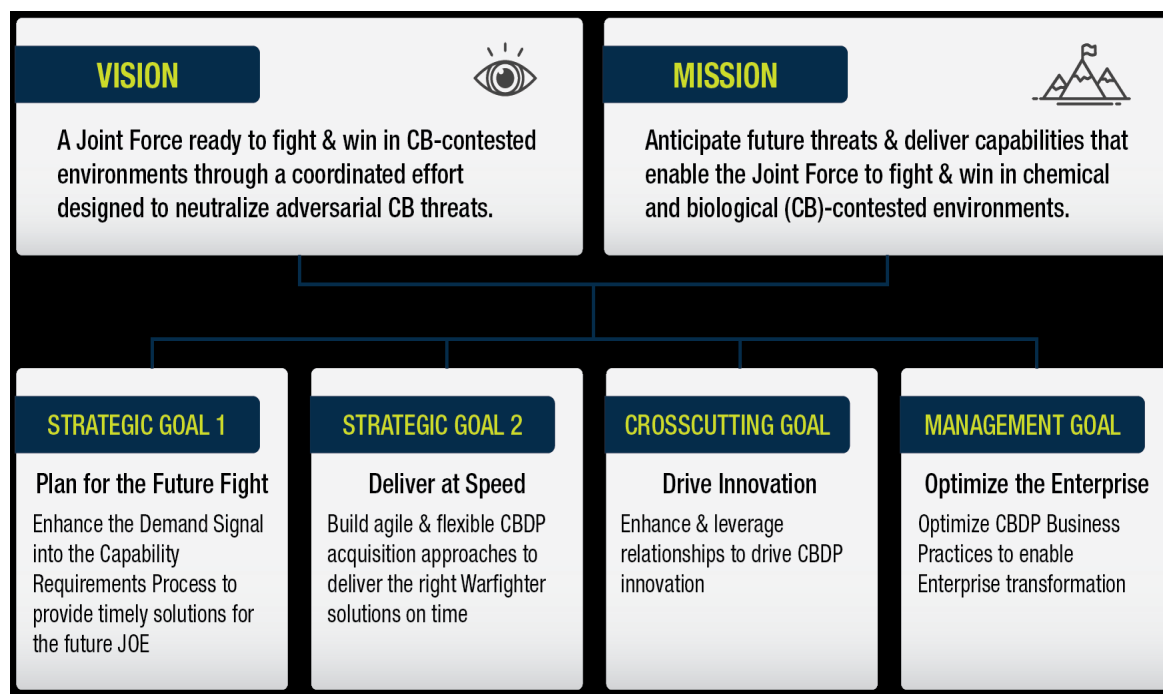 VISION
A Joint Force ready to fight & win in CB-contested
environments through a coordinated effort
designed to neutralize adversarial CB threats.
MISSION
Anticipate future threats & deliver capabilities that
enable the Joint Force to fight & win in chemical
and biological (CB)-contested environments.
STRATEGIC GOAL 1
Plan for the Future Fight
Enhance the Demand Signal
into the Capability
Requirements Process to
provide timely solutions for
the future JOE
STRATEGIC GOAL 2
Deliver at Speed
Build agile & flexible CBDP
acquisition approaches to
deliver the right Warfighter
solutions on time
CROSSCUTTING GOAL
Drive Innovation
Enhance & leverage
relationships to drive CBDP
innovation
MANAGEMENT GOAL
Optimize the Enterprise
Optimize CBDP Business
Practices to enable
Enterprise transformation